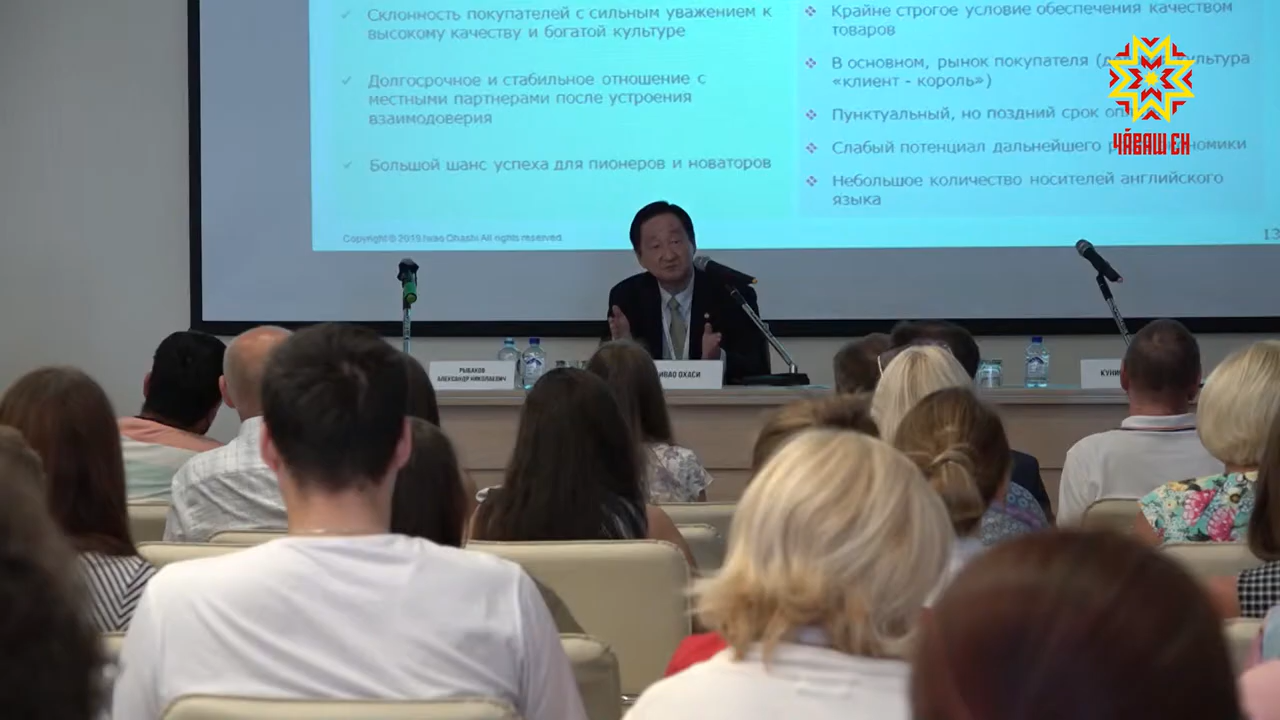 Склонность покупателей с сильным уважением к
высокому качеству и богатой культуре
Долгосрочное и стабильное отношение с
местными партнерами после устроения
взаимодоверия
Большой шанс успеха для пионеров и новаторов
Крайне строгое условие обеспечения качеством
товаров
В основном, рынок покупателя ( культура
«клиент - король»)
Пунктуальный, но поздний срок
Слабый потенциал дальнейшего
Небольшое количество носителей английского
языка
Copyright © 2019 Iwao Ohashi All rights reserved.
13
ЧӐВАШ ЕН
РЫБАКОВ
АЛЕКСАНДР НИКОЛАЕВИЧ
ИВАО ОХАСИ